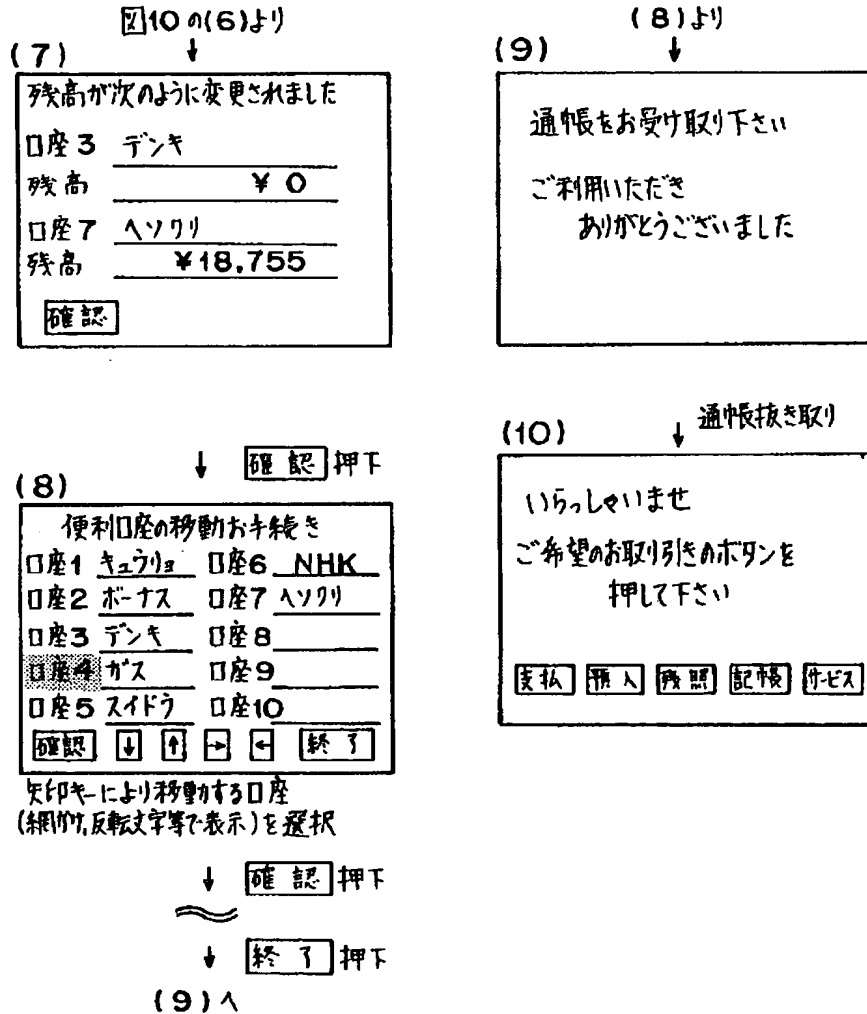 図10の(6)より
(7) ↓
残高が次のように変更されました
口座3 デンキ
残高 ¥0
口座7 ヘソクリ
残高 ¥18,755
確認
↓ 確認 押下
(8)
便利口座の移動お手続き
口座1 キュウリョ 口座6 NHK
口座2 ボーナス 口座7 ヘソクリ
口座3 デンキ 口座8
口座4 ガス 口座9
口座5 スイドウ 口座10
確認 ↓ ↑ → ← 終了
矢印キーにより移動する口座
(網かけ,反転文字等で表示)を選択
↓ 確認 押下
↓ 終了 押下
(9)へ
(8)より
(9) ↓
通帳をお受け取り下さい
ご利用いただき
ありがとうございました
(10) ↓ 通帳抜き取り
いらっしゃいませ
ご希望のお取り引きのボタンを
押して下さい
支払 預入 残照 記帳 サービス